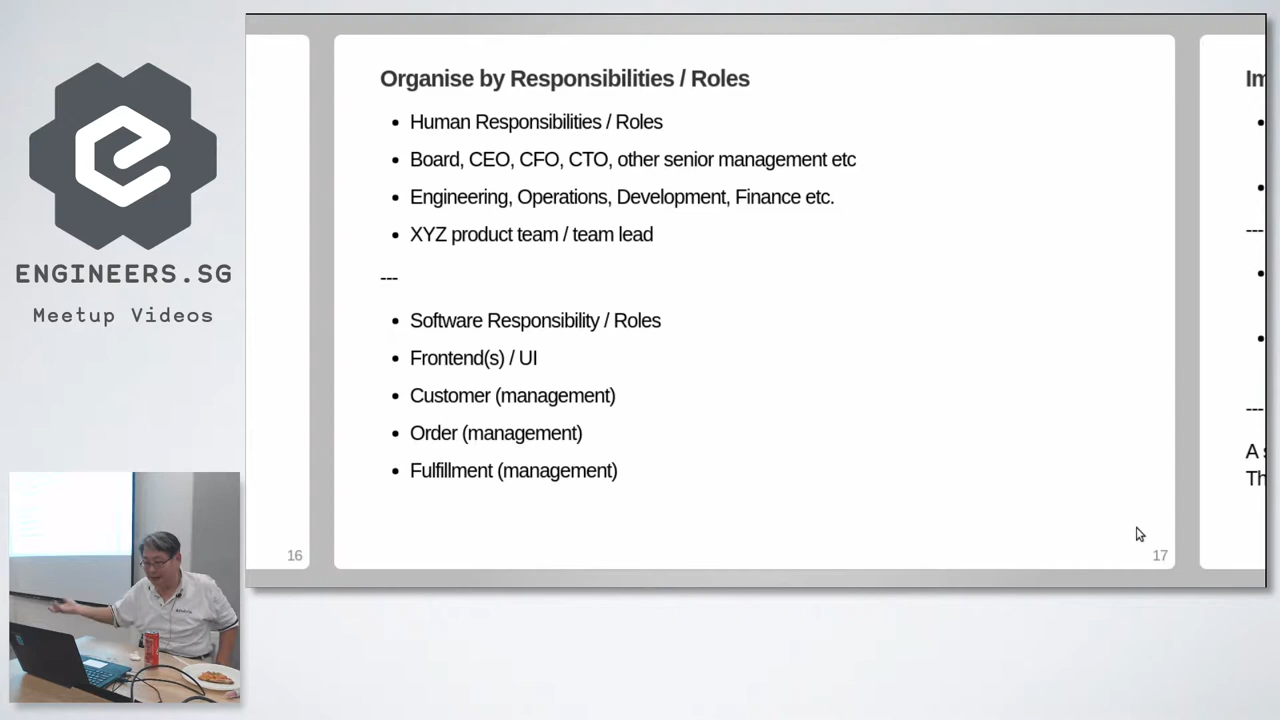 ENGINEERS.SG
Meetup Videos
16
Organise by Responsibilities / Roles
Human Responsibilities / Roles
Board, CEO, CFO, CTO, other senior management etc
Engineering, Operations, Development, Finance etc.
XYZ product team / team lead
---
Software Responsibility / Roles
Frontend(s) / UI
Customer (management)
Order (management)
Fulfillment (management)
17
---
---
A